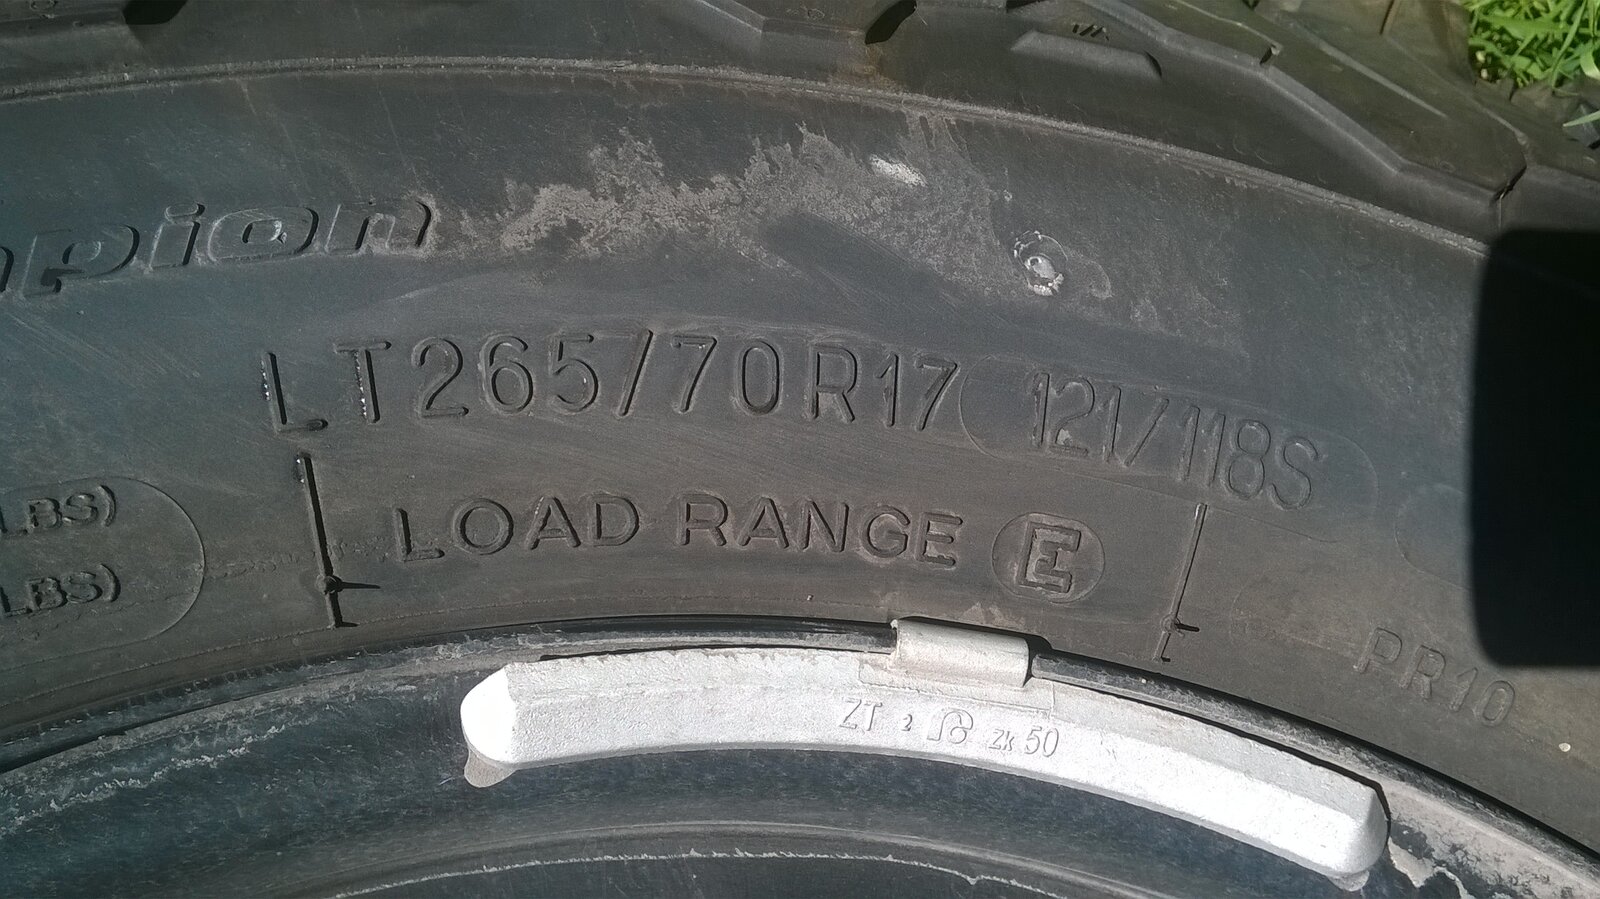 pion
LT265/70R17 121/118S
LBS)
LBS)
LOAD RANGE E
PR10
ZT 2 zk 50